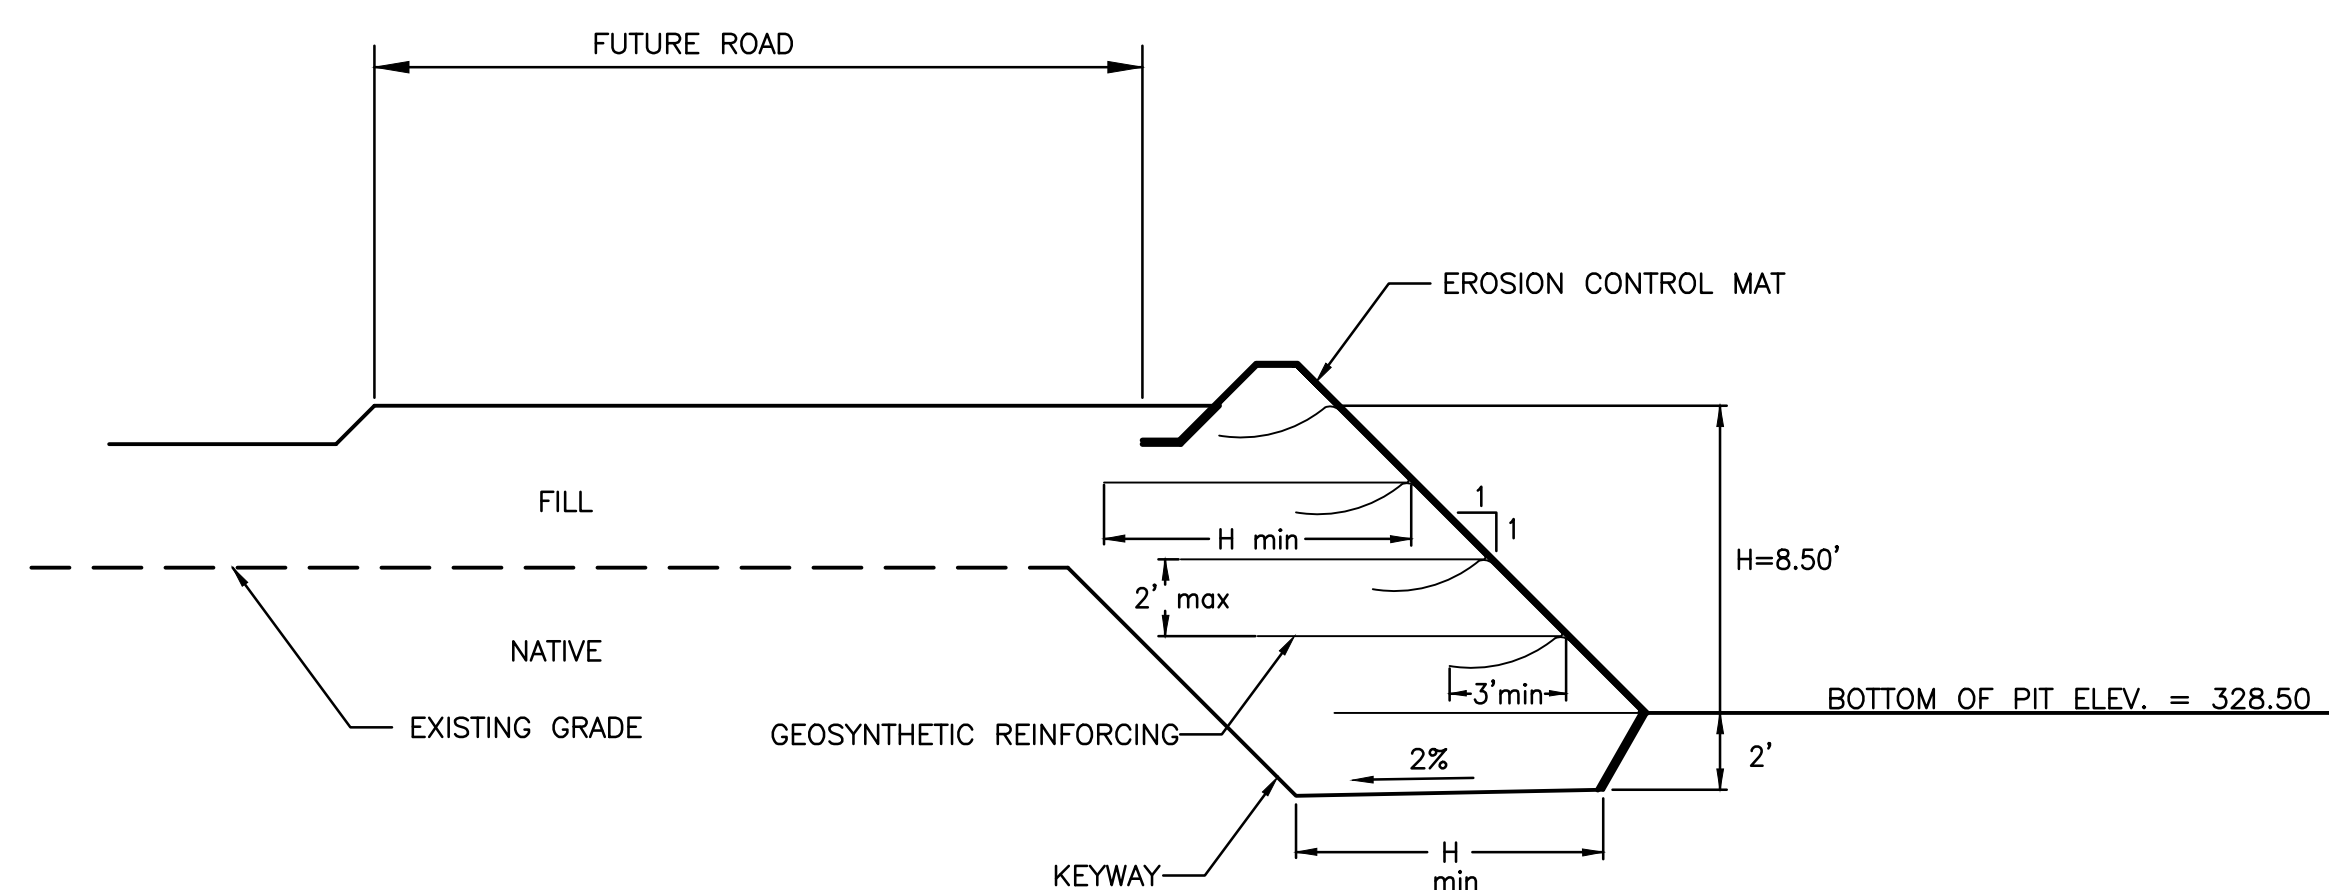 FUTURE ROAD
EROSION CONTROL MAT
1
1
FILL
H min
H=8.50'
2' max
NATIVE
3'min
BOTTOM OF PIT ELEV. = 328.50
EXISTING GRADE
GEOSYNTHETIC REINFORCING
2%
2'
H
min
KEYWAY